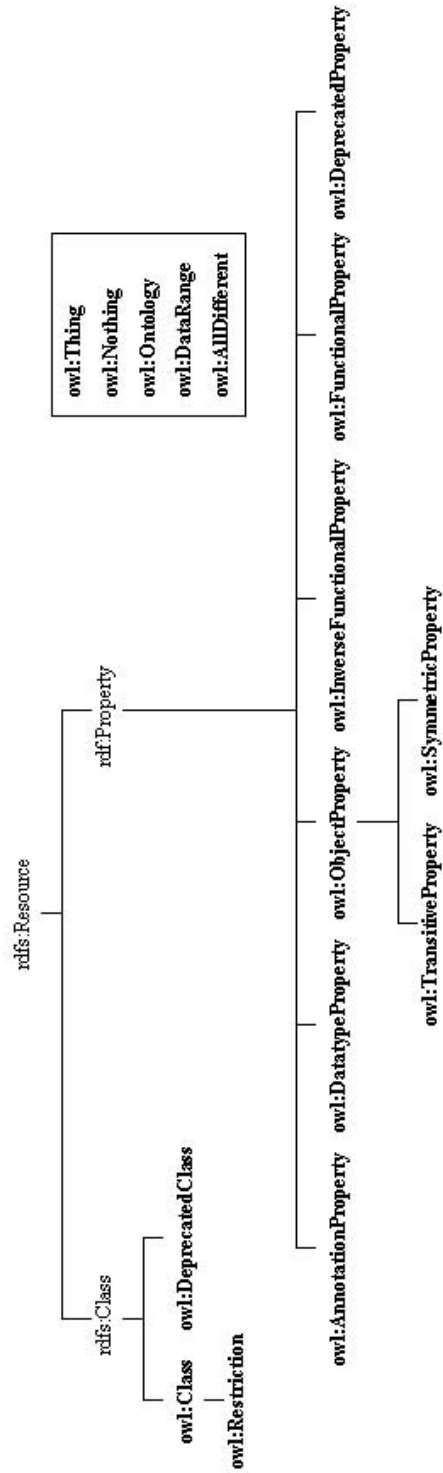 rdfs:Resource
rdfs:Class
rdf:Property
owl:Class
owl:DeprecatedClass
owl:Restriction
owl:Thing
owl:Nothing
owl:Ontology
owl:DataRange
owl:AllDifferent
owl:AnnotationProperty
owl:DatatypeProperty
owl:ObjectProperty
owl:InverseFunctionalProperty
owl:FunctionalProperty
owl:DeprecatedProperty
owl:TransitiveProperty
owl:SymmetricProperty